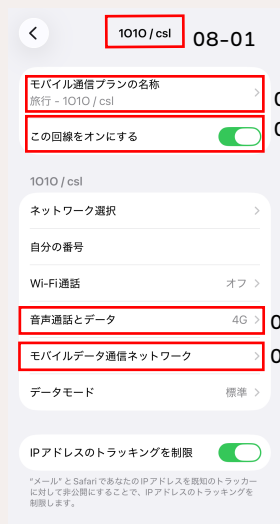 1010 / csl
08-01
モバイル通信プランの名称
旅行 - 1010 / csl
この回線をオンにする
1010 / csl
ネットワーク選択
自分の番号
Wi-Fi通話 オフ
音声通話とデータ 4G
モバイルデータ通信ネットワーク
データモード 標準
IPアドレスのトラッキングを制限
"メール" とSafariであなたのIPアドレスを既知のトラッカー
に対して非公開にすることで、IPアドレスのトラッキングを
制限します。